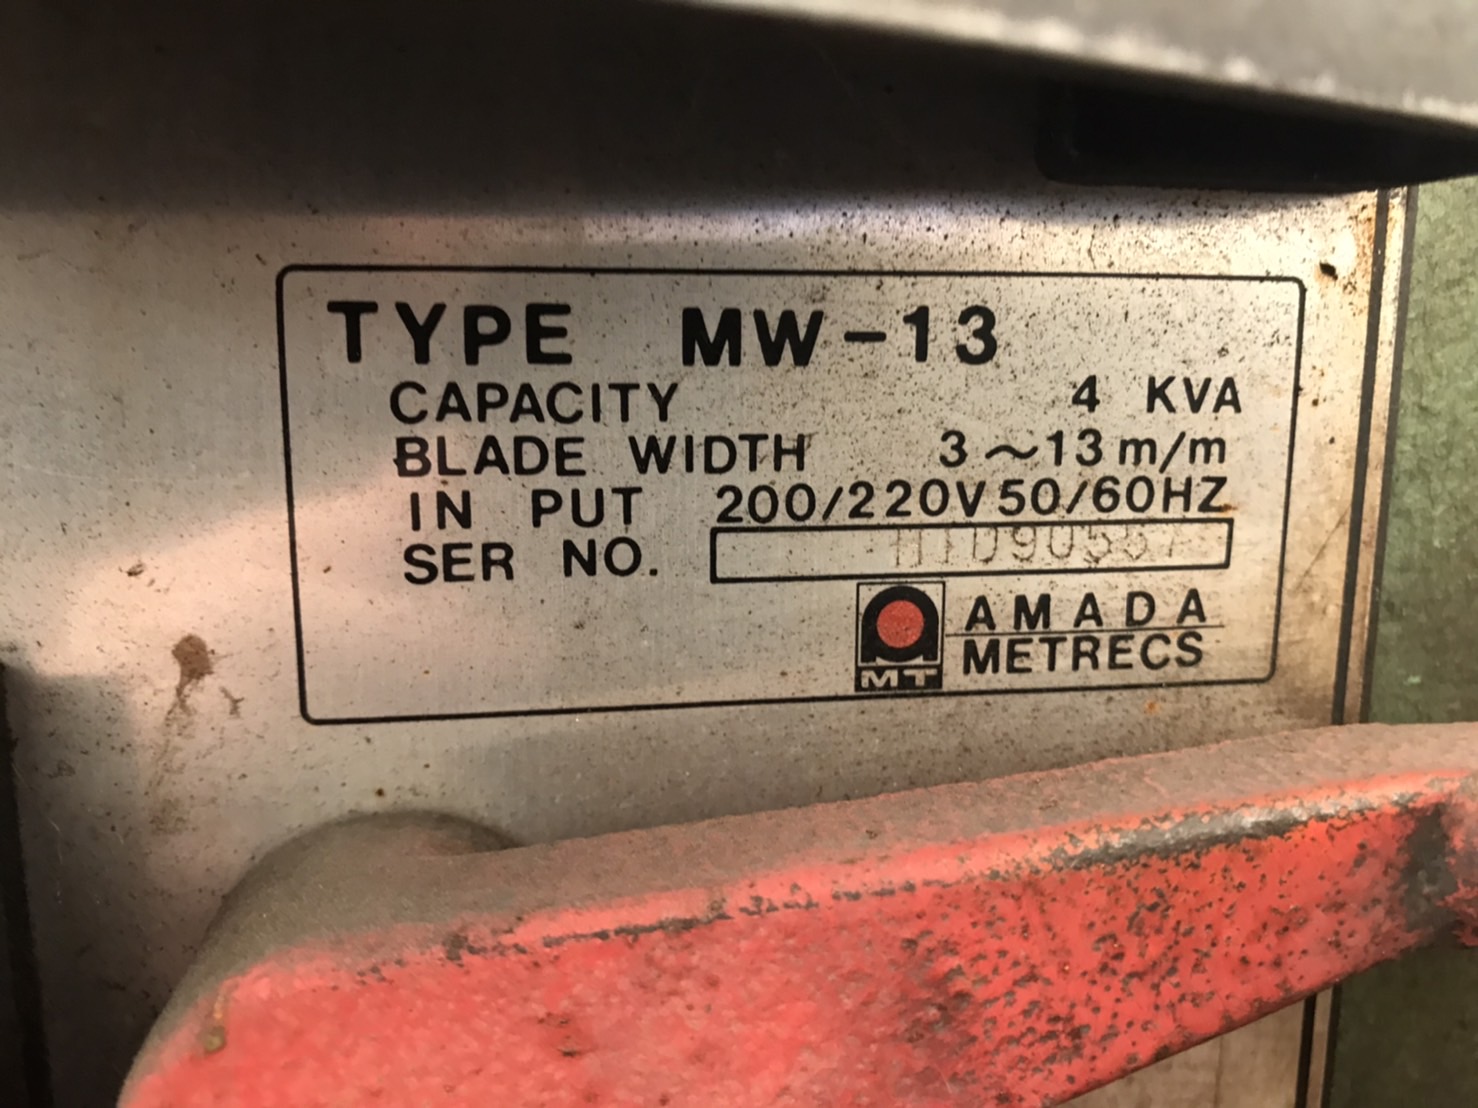 TYPE MW-13
CAPACITY 4 KVA
BLADE WIDTH 3~13 m/m
IN PUT 200/220V 50/60HZ
SER NO.
MT
AMADA
METRECS